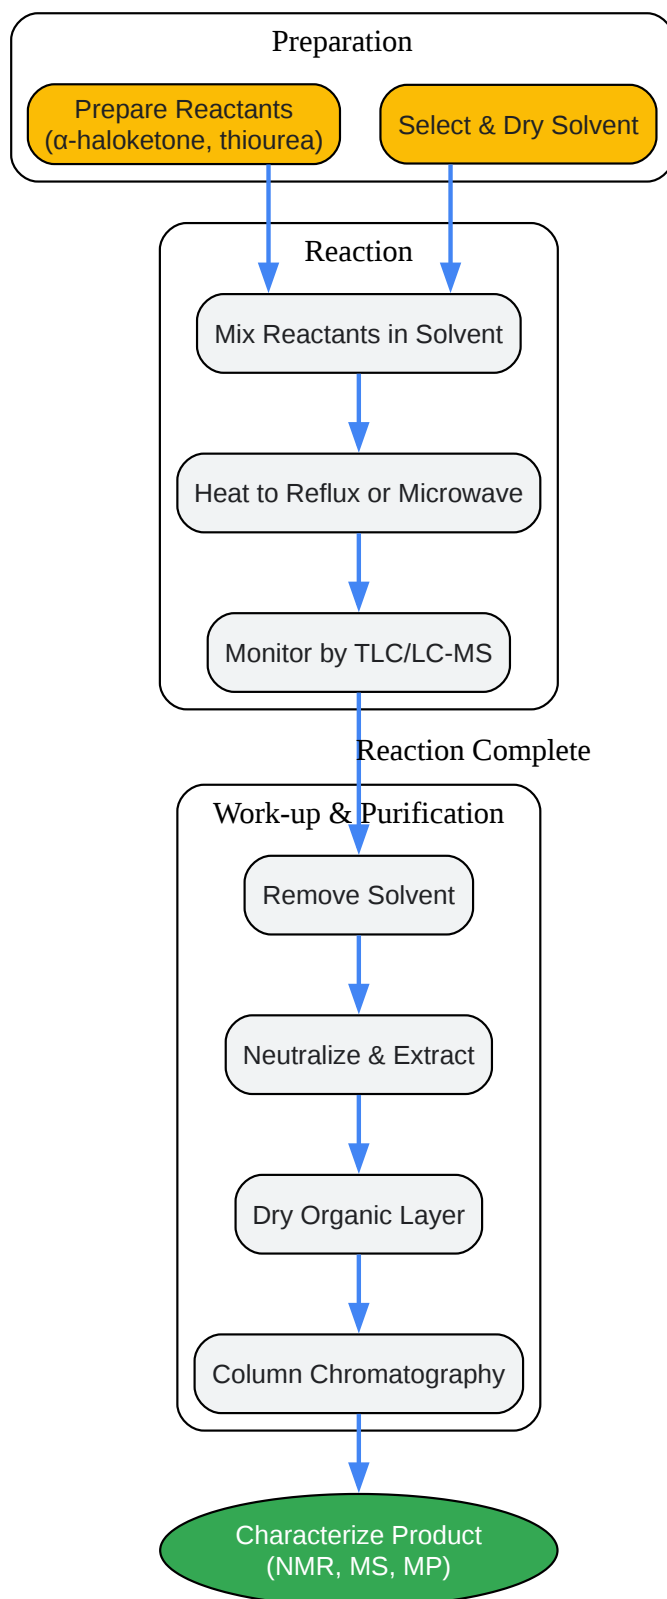 Preparation
Prepare Reactants
(α-haloketone, thiourea)
Select & Dry Solvent
Reaction
Mix Reactants in Solvent
Heat to Reflux or Microwave
Monitor by TLC/LC-MS
Reaction Complete
Work-up & Purification
Remove Solvent
Neutralize & Extract
Dry Organic Layer
Column Chromatography
Characterize Product
(NMR, MS, MP)